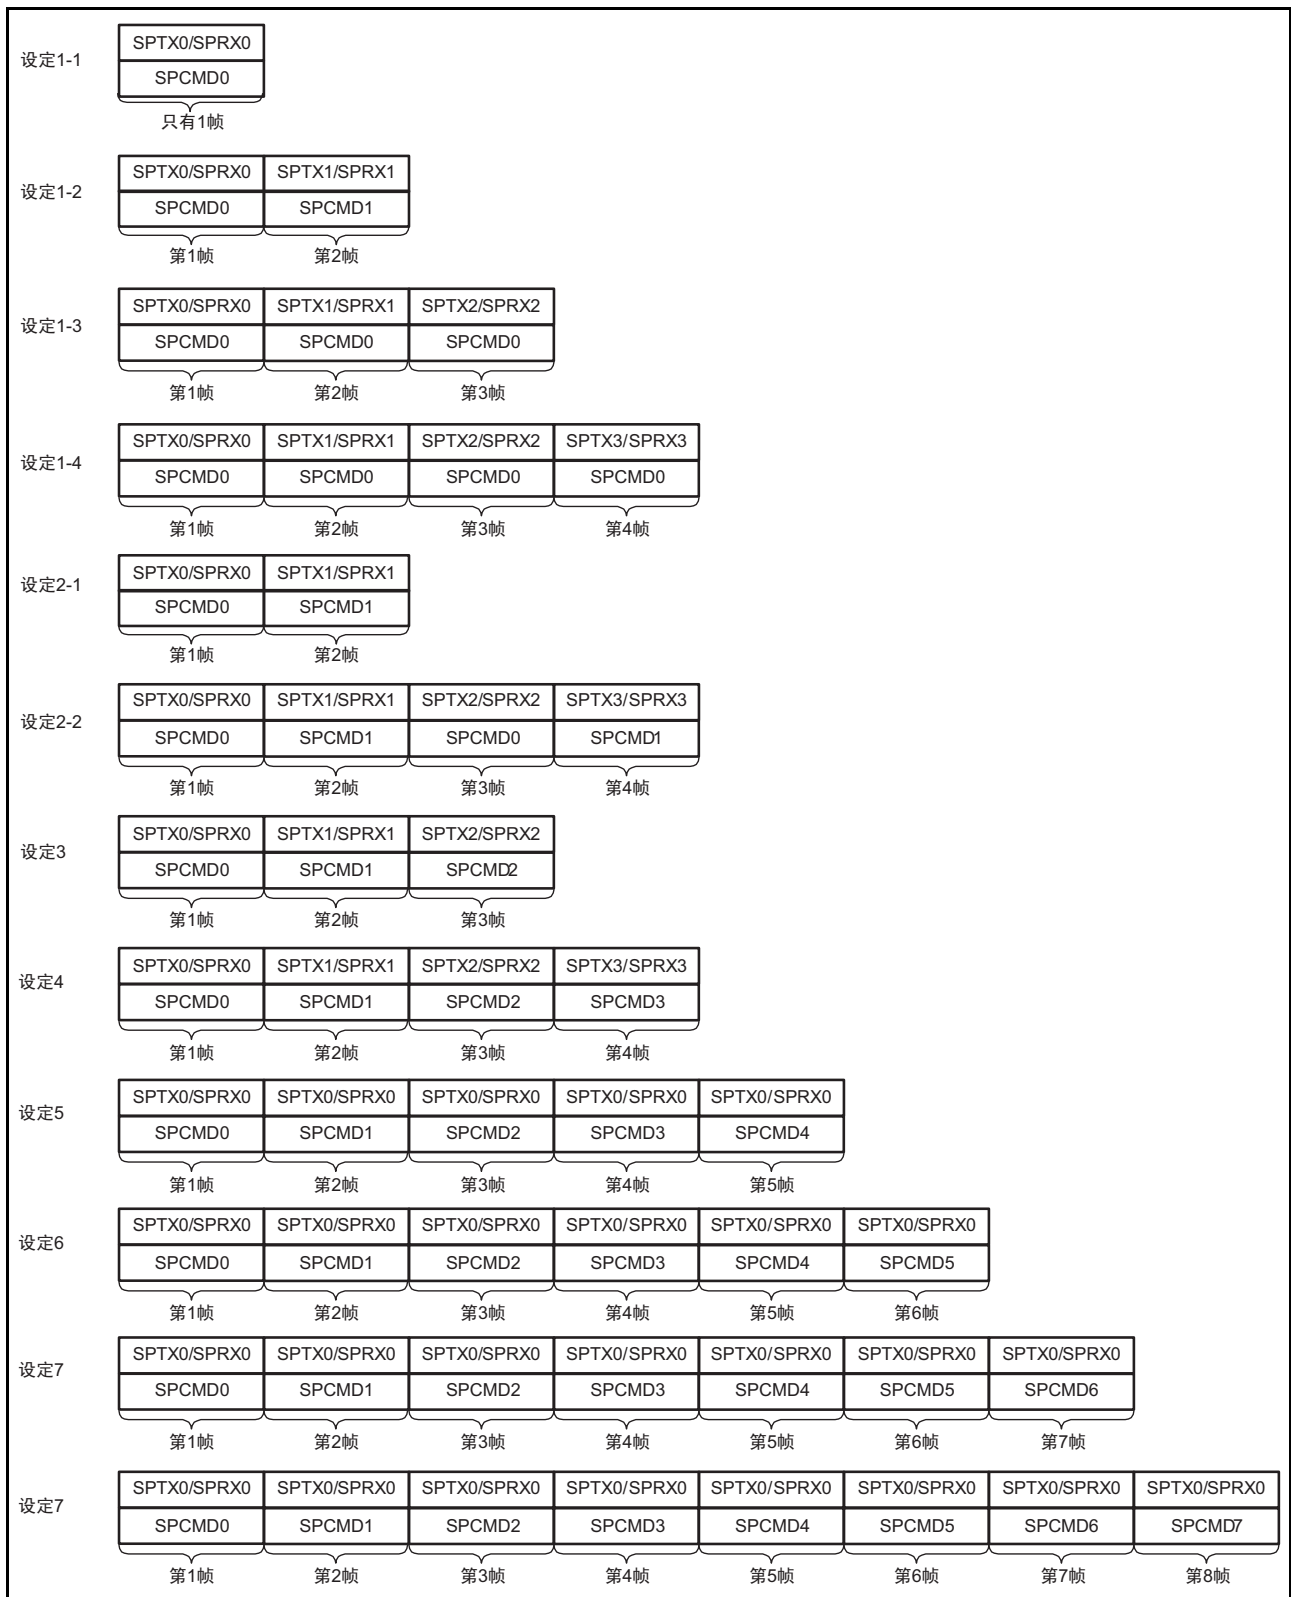 设定1-1
SPTX0/SPRX0
SPCMD0
只有1帧
设定1-2
SPTX0/SPRX0 SPTX1/SPRX1
SPCMD0 SPCMD1
第1帧 第2帧
设定1-3
SPTX0/SPRX0 SPTX1/SPRX1 SPTX2/SPRX2
SPCMD0 SPCMD0 SPCMD0
第1帧 第2帧 第3帧
设定1-4
SPTX0/SPRX0 SPTX1/SPRX1 SPTX2/SPRX2 SPTX3/SPRX3
SPCMD0 SPCMD0 SPCMD0 SPCMD0
第1帧 第2帧 第3帧 第4帧
设定2-1
SPTX0/SPRX0 SPTX1/SPRX1
SPCMD0 SPCMD1
第1帧 第2帧
设定2-2
SPTX0/SPRX0 SPTX1/SPRX1 SPTX2/SPRX2 SPTX3/SPRX3
SPCMD0 SPCMD1 SPCMD0 SPCMD1
第1帧 第2帧 第3帧 第4帧
设定3
SPTX0/SPRX0 SPTX1/SPRX1 SPTX2/SPRX2
SPCMD0 SPCMD1 SPCMD2
第1帧 第2帧 第3帧
设定4
SPTX0/SPRX0 SPTX1/SPRX1 SPTX2/SPRX2 SPTX3/SPRX3
SPCMD0 SPCMD1 SPCMD2 SPCMD3
第1帧 第2帧 第3帧 第4帧
设定5
SPTX0/SPRX0 SPTX0/SPRX0 SPTX0/SPRX0 SPTX0/SPRX0 SPTX0/SPRX0
SPCMD0 SPCMD1 SPCMD2 SPCMD3 SPCMD4
第1帧 第2帧 第3帧 第4帧 第5帧
设定6
SPTX0/SPRX0 SPTX0/SPRX0 SPTX0/SPRX0 SPTX0/SPRX0 SPTX0/SPRX0 SPTX0/SPRX0
SPCMD0 SPCMD1 SPCMD2 SPCMD3 SPCMD4 SPCMD5
第1帧 第2帧 第3帧 第4帧 第5帧 第6帧
设定7
SPTX0/SPRX0 SPTX0/SPRX0 SPTX0/SPRX0 SPTX0/SPRX0 SPTX0/SPRX0 SPTX0/SPRX0 SPTX0/SPRX0
SPCMD0 SPCMD1 SPCMD2 SPCMD3 SPCMD4 SPCMD5 SPCMD6
第1帧 第2帧 第3帧 第4帧 第5帧 第6帧 第7帧
设定7
SPTX0/SPRX0 SPTX0/SPRX0 SPTX0/SPRX0 SPTX0/SPRX0 SPTX0/SPRX0 SPTX0/SPRX0 SPTX0/SPRX0 SPTX0/SPRX0
SPCMD0 SPCMD1 SPCMD2 SPCMD3 SPCMD4 SPCMD5 SPCMD6 SPCMD7
第1帧 第2帧 第3帧 第4帧 第5帧 第6帧 第7帧 第8帧